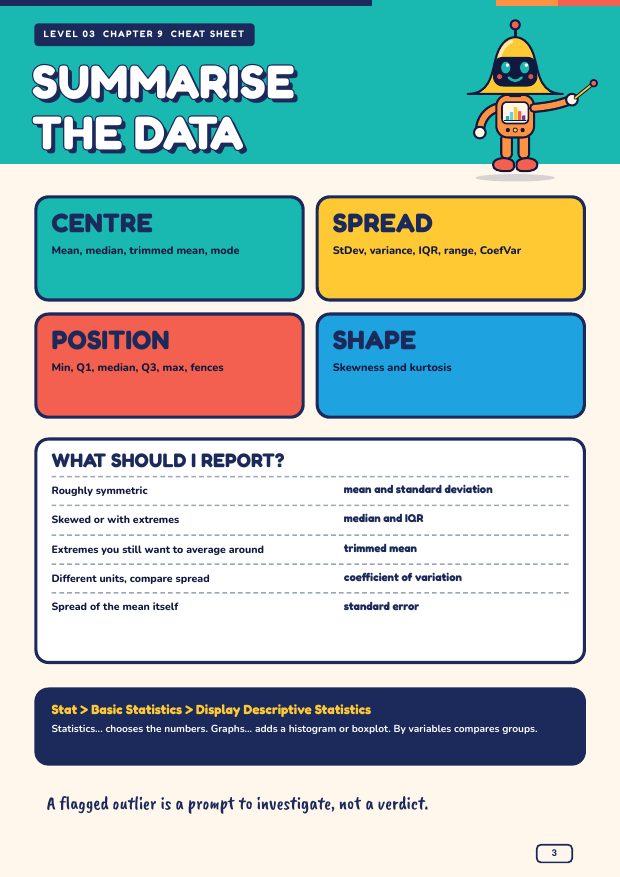 LEVEL 03 CHAPTER 9 CHEAT SHEET
SUMMARISE
THE DATA
CENTRE
Mean, median, trimmed mean, mode
SPREAD
StDev, variance, IQR, range, CoefVar
POSITION
Min, Q1, median, Q3, max, fences
SHAPE
Skewness and kurtosis
WHAT SHOULD I REPORT?
Roughly symmetric mean and standard deviation
Skewed or with extremes median and IQR
Extremes you still want to average around trimmed mean
Different units, compare spread coefficient of variation
Spread of the mean itself standard error
Stat > Basic Statistics > Display Descriptive Statistics
Statistics... chooses the numbers. Graphs... adds a histogram or boxplot. By variables compares groups.
A flagged outlier is a prompt to investigate, not a verdict.
3